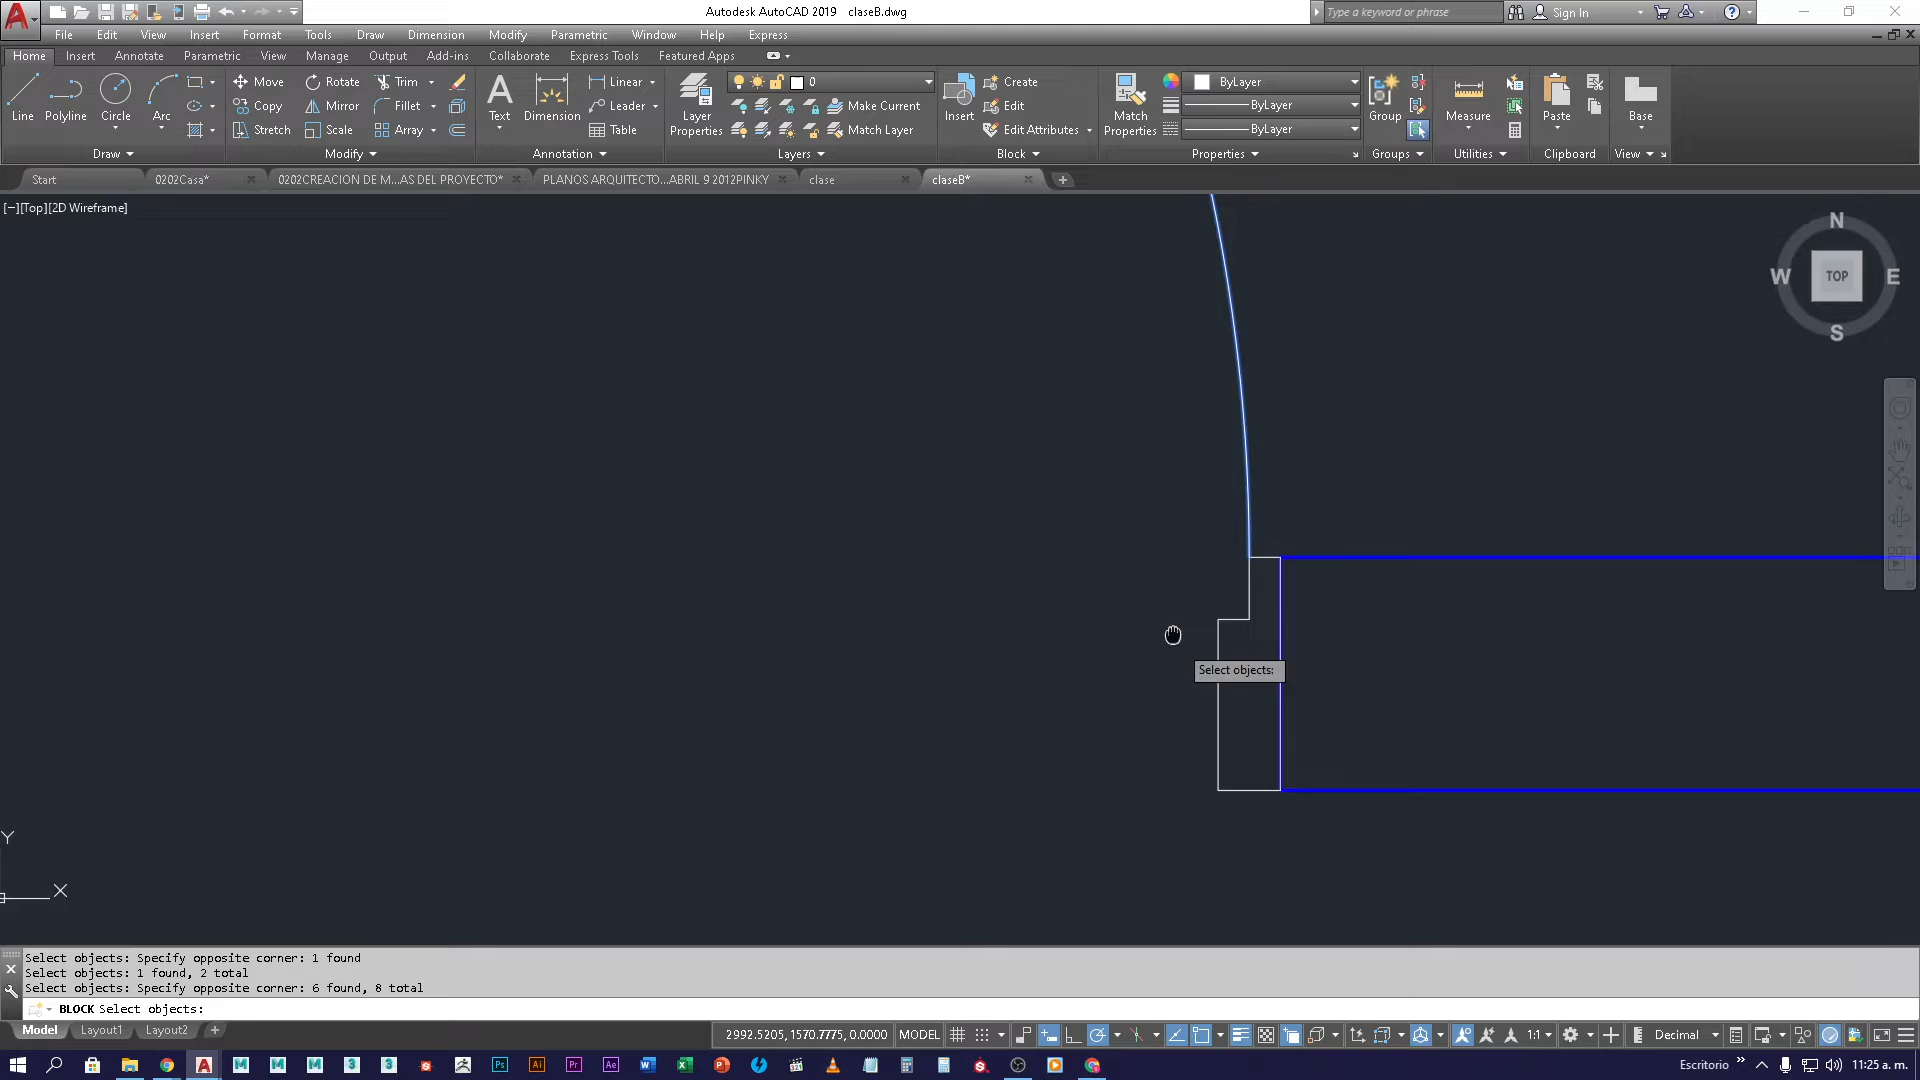 Autodesk AutoCAD 2019 claseB.dwg
Type a keyword or phrase
Sign In
File Edit View Insert Format Tools Draw Dimension Modify Parametric Window Help Express
Home Insert Annotate Parametric View Manage Output Add-ins Collaborate Express Tools Featured Apps
Line
Polyline
Circle
Arc
Draw
Move Rotate Trim
Copy Mirror Fillet
Stretch Scale Array
Modify
Text
Dimension
Linear
Leader
Table
Annotation
Layer
Properties
0
Make Current
Match Layer
Layers
Insert
Create
Edit
Edit Attributes
Block
Match
Properties
ByLayer
ByLayer
ByLayer
Properties
Group
Groups
Measure
Utilities
Paste
Clipboard
Base
View
Start
0202Casa*
0202CREACION DE M...AS DEL PROYECTO*
PLANOS ARQUITECTO...ABRIL 9 2012PINKY
clase
claseB*
[−][Top][2D Wireframe]
N
W TOP E
S
Select objects:
Y
X
Select objects: Specify opposite corner: 1 found
Select objects: 1 found, 2 total
Select objects: Specify opposite corner: 6 found, 8 total
BLOCK Select objects:
Model Layout1 Layout2
2992.5205, 1570.7775, 0.0000 MODEL
1:1
Decimal
Escritorio
11:25 a. m.